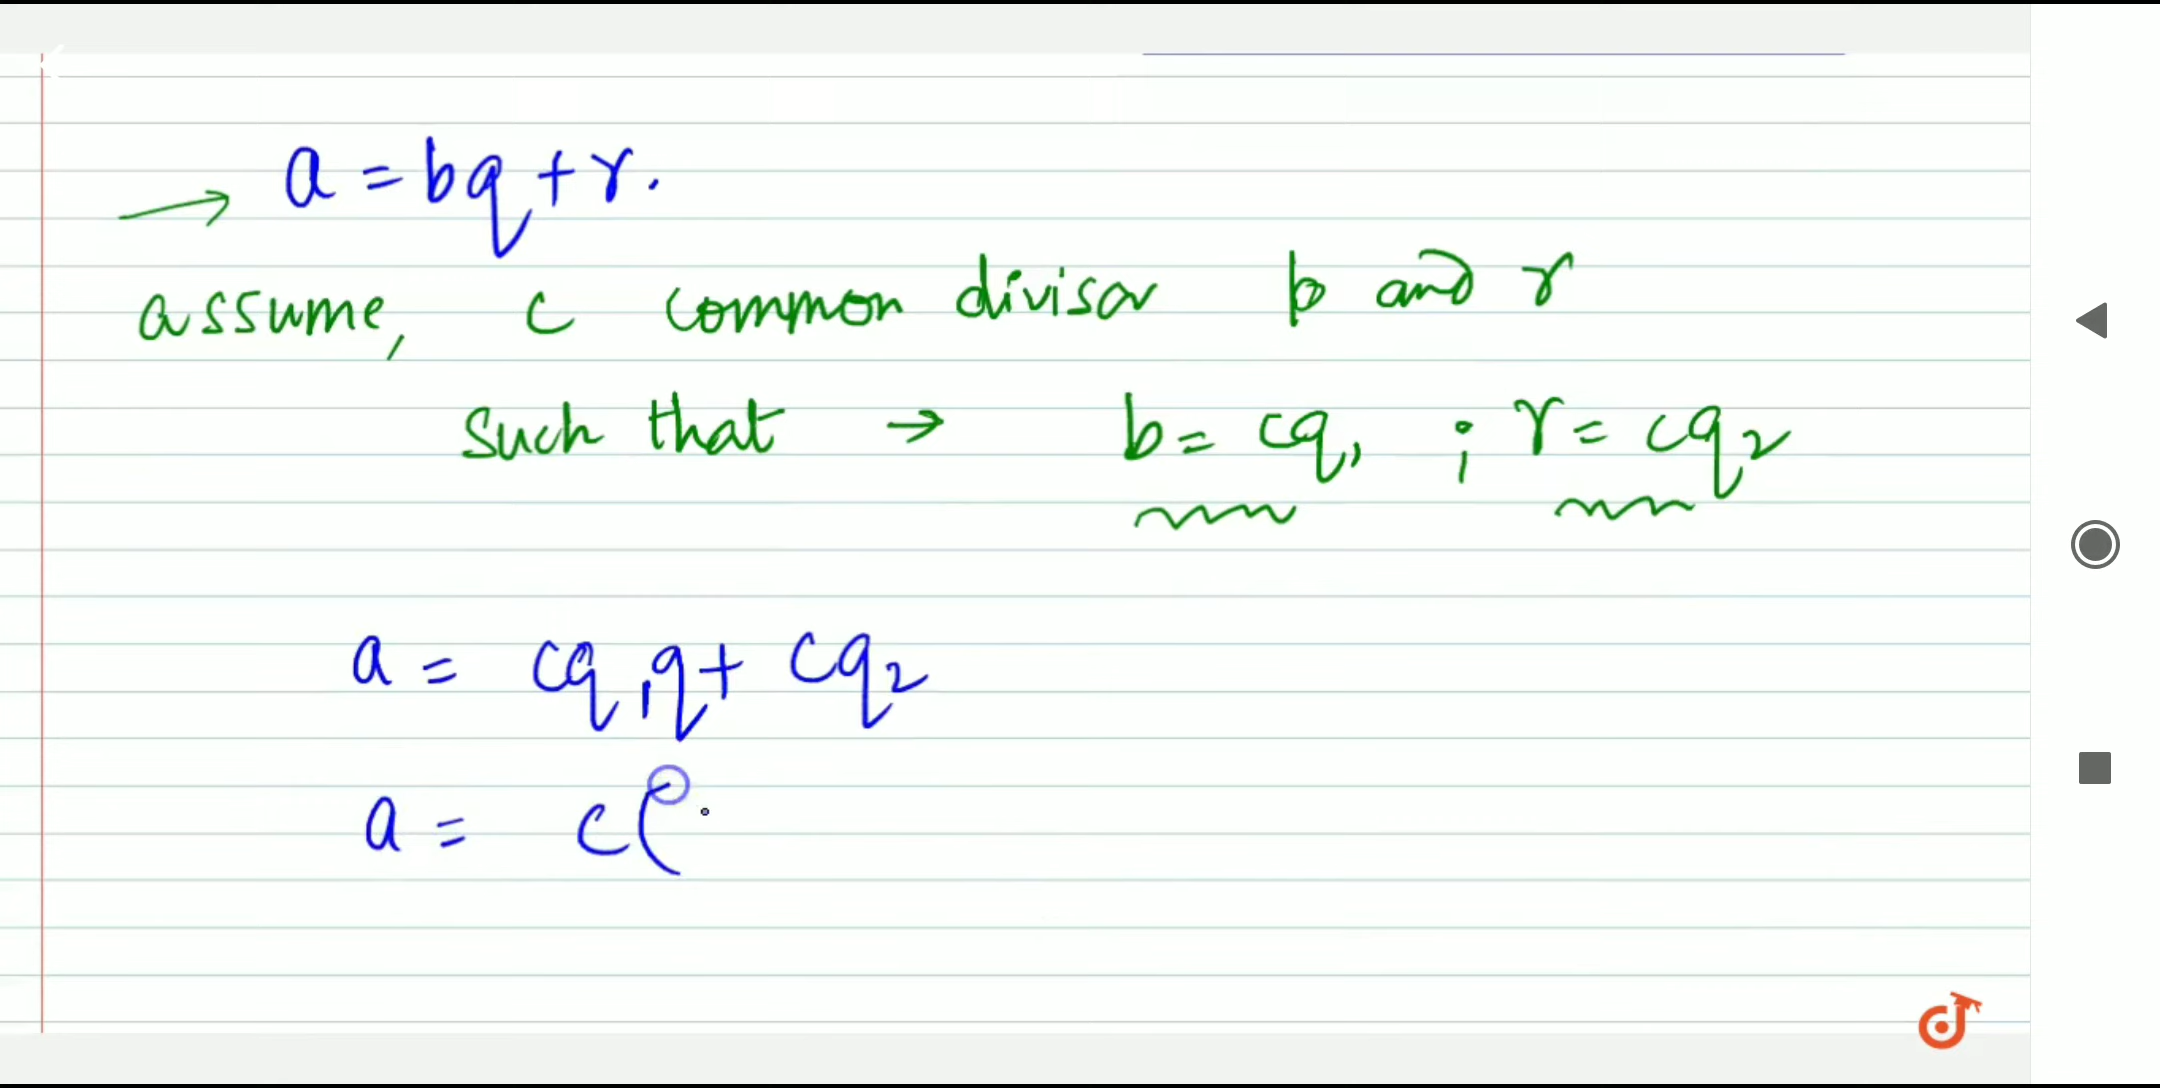 a = bq + r.
assume, c common divisor b and r
such that → b = cq₁ ; r = cq₂
a = cq₁q + cq₂
a = c(